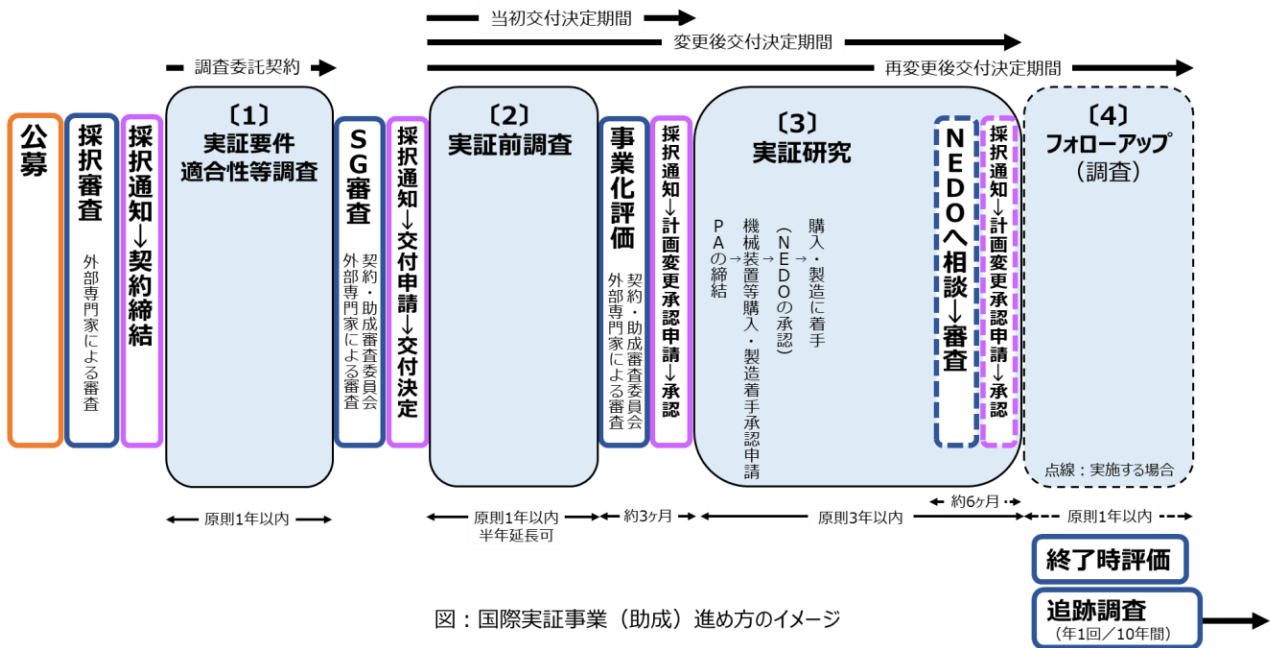 当初交付決定期間
変更後交付決定期間
調査委託契約
再変更後交付決定期間
公募
採択審査
外部専門家による審査
採択通知→契約締結
〔1〕
実証要件
適合性等調査
SG審査
契約・助成審査委員会
外部専門家による審査
採択通知→交付申請→交付決定
〔2〕
実証前調査
事業化評価
契約・助成審査委員会
外部専門家による審査
採択通知→計画変更承認申請→承認
〔3〕
実証研究
PAの締結
→
機械装置等購入・製造着手承認申請
→
(NEDOの承認)
→
購入・製造に着手
NEDOへ相談→審査
採択通知→計画変更承認申請→承認
〔4〕
フォローアップ
（調査）
点線：実施する場合
原則1年以内
原則1年以内
半年延長可
約3ヶ月
原則3年以内
約6ヶ月
原則1年以内
終了時評価
追跡調査
（年1回／10年間）
図：国際実証事業（助成）進め方のイメージ